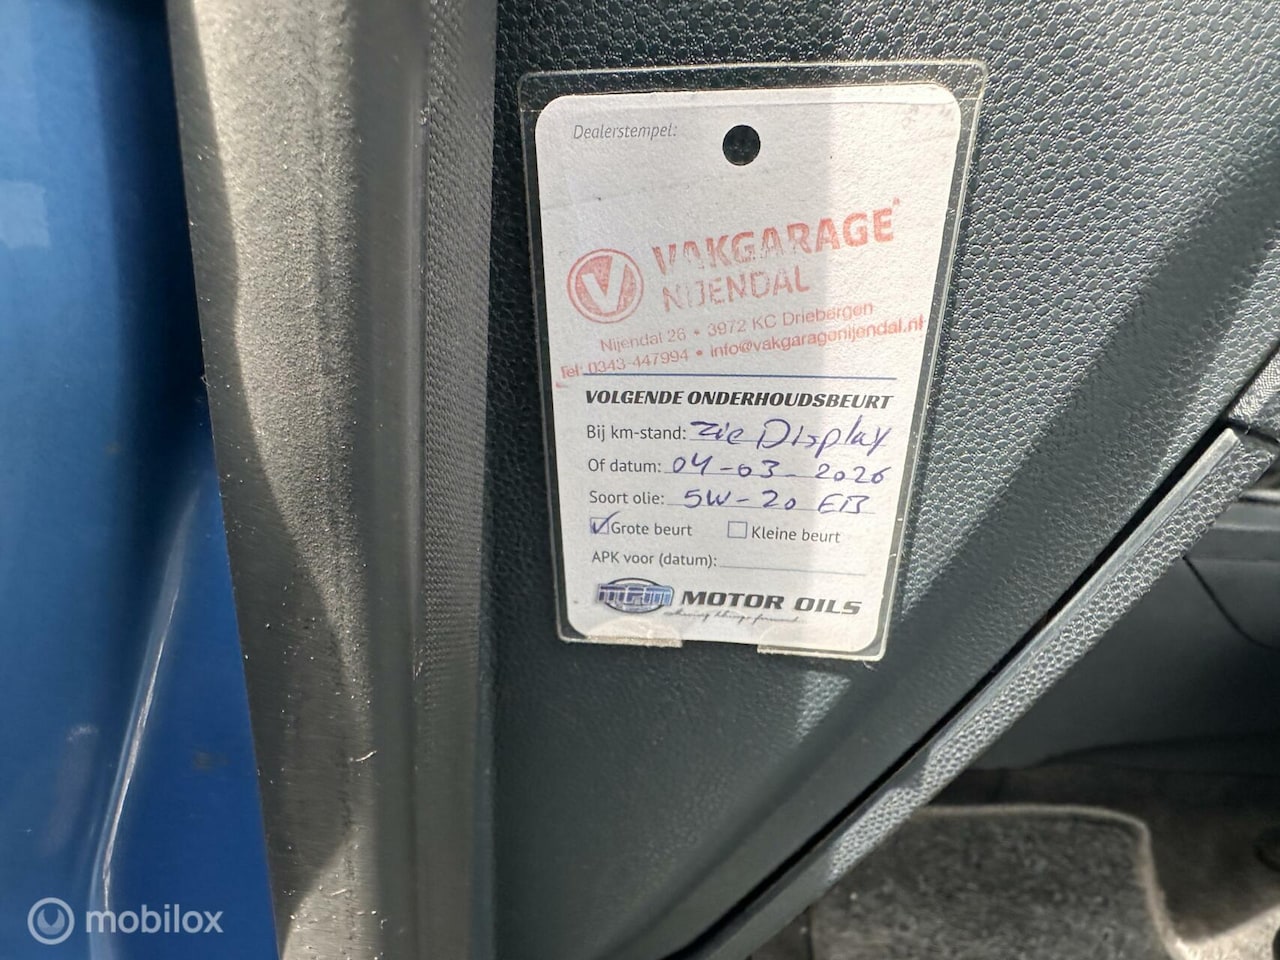 Dealerstempel:
VAKGARAGE
NIJENDAL
Nijendal 26 • 3972 KC Driebergen
Tel: 0343-447994 • info@vakgaragenijendal.nl
VOLGENDE ONDERHOUDSBEURT
Bij km-stand: zie Display
Of datum: 04-03-2026
Soort olie: 5W-20 EB
Grote beurt Kleine beurt
APK voor (datum):
MPM MOTOR OILS
mobilox